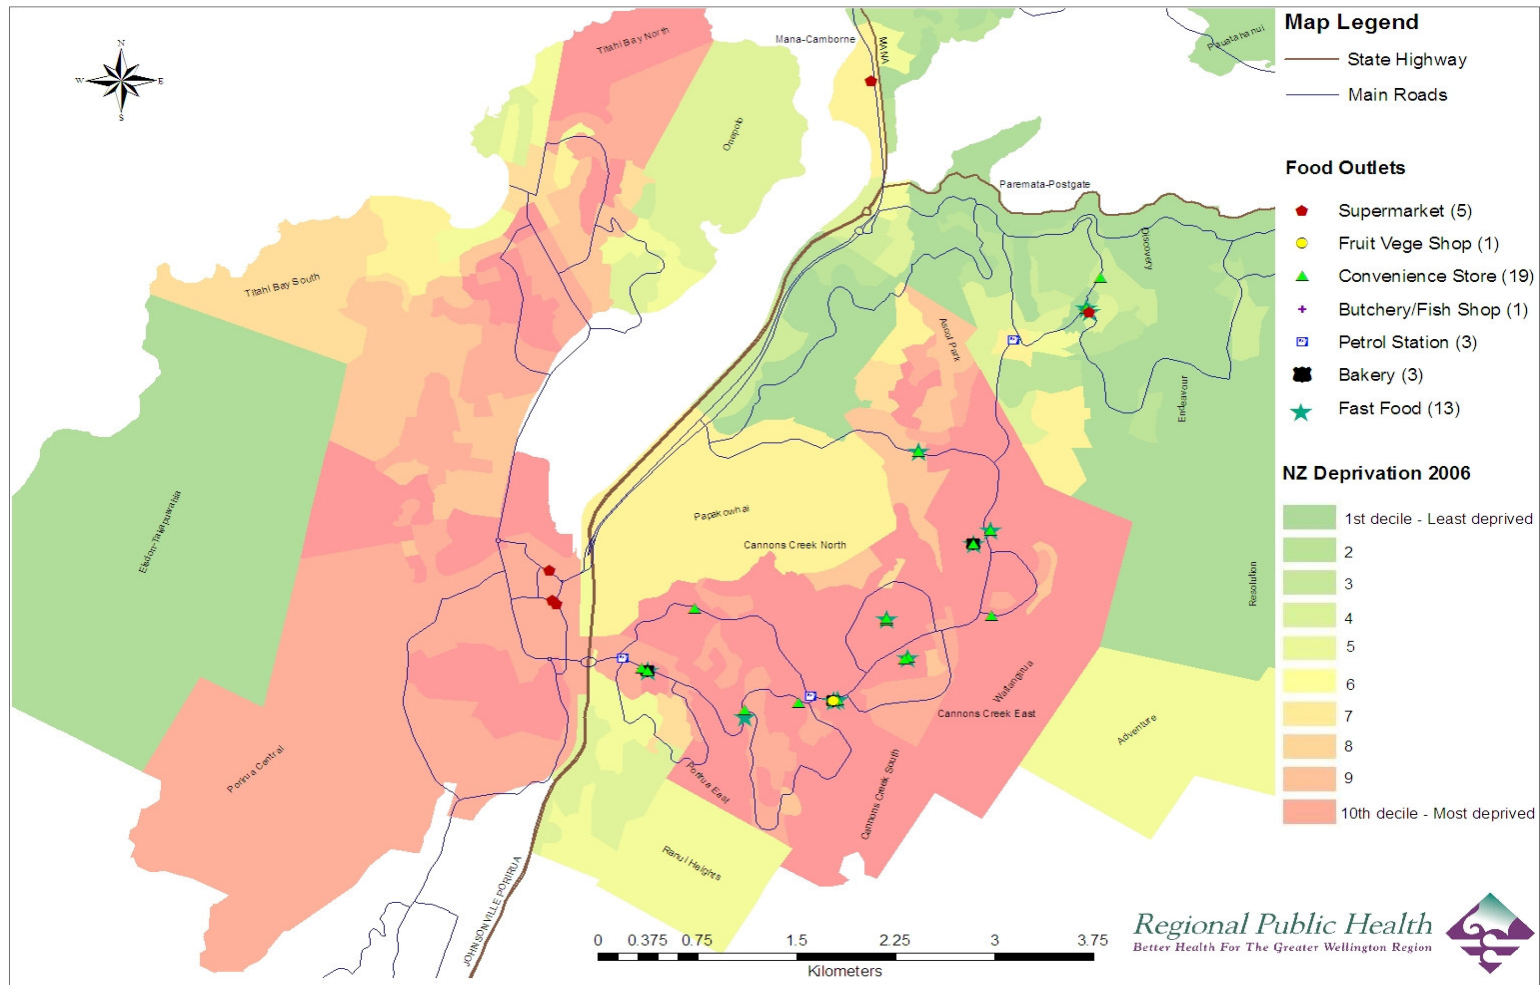 Map Legend
State Highway
Main Roads
Food Outlets
Supermarket (5)
Fruit Vege Shop (1)
Convenience Store (19)
Butchery/Fish Shop (1)
Petrol Station (3)
Bakery (3)
Fast Food (13)
NZ Deprivation 2006
1st decile - Least deprived
2
3
4
5
6
7
8
9
10th decile - Most deprived
N
W
E
S
Titahi Bay North
Mana-Camborne
MANA
Pauatahanui
Onepoto
Paremata-Postgate
Discovery
Titahi Bay South
Ascot Park
Endeavour
Papakowhai
Cannons Creek North
Resolution
Waitangirua
Cannons Creek East
Adventure
Porirua Central
Porirua East
Cannons Creek South
Ranui Heights
JOHNSONVILLE PORIRUA
0 0.375 0.75 1.5 2.25 3 3.75
Kilometers
Regional Public Health
Better Health For The Greater Wellington Region